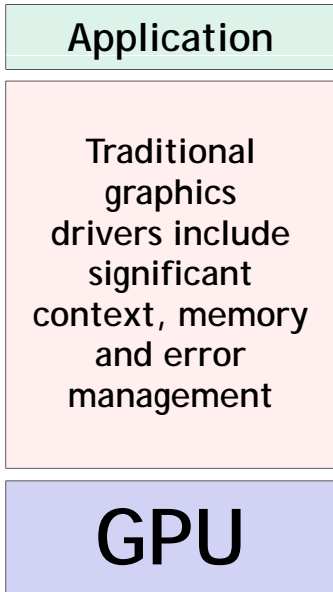 Application
Traditional
graphics
drivers include
significant
context, memory
and error
management
GPU